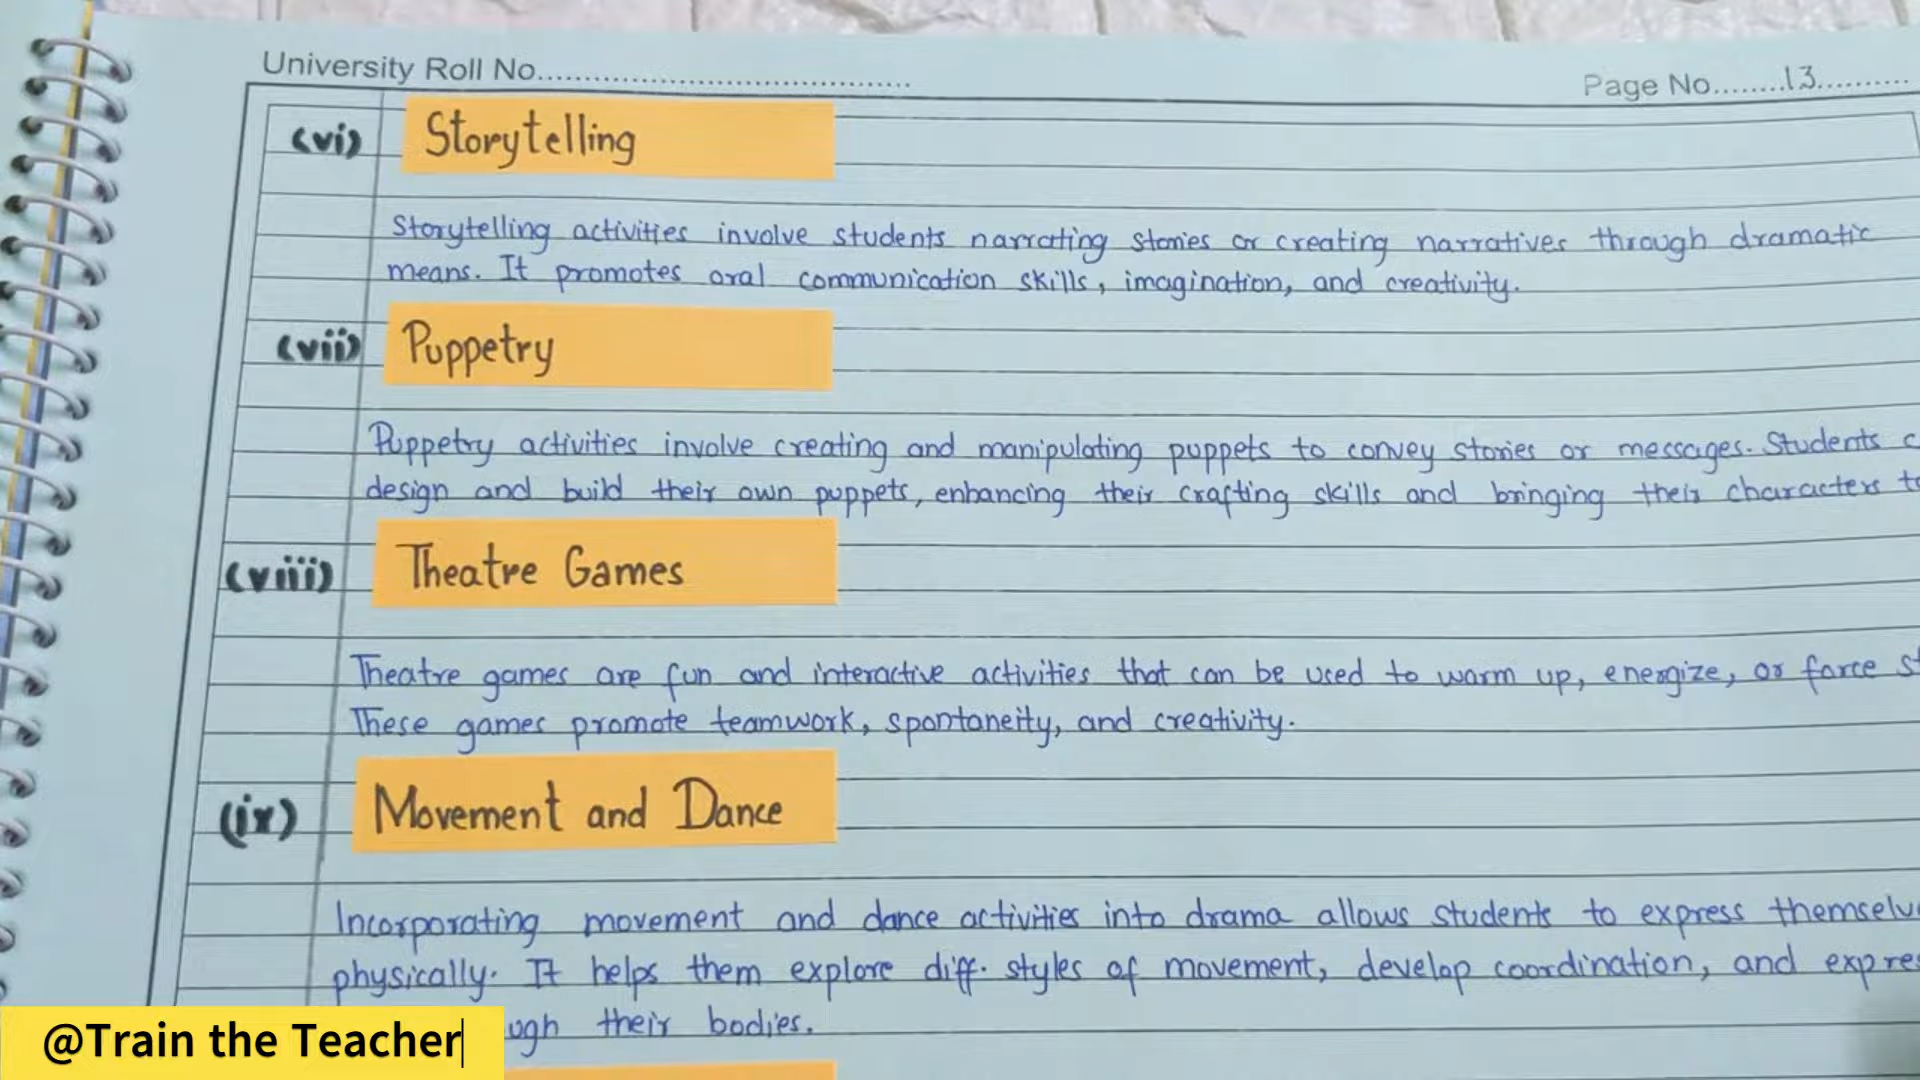 University Roll No.......................................
Page No........13..........
(vi) Storytelling
Storytelling activities involve students narrating stories or creating narratives through dramatic
means. It promotes oral communication skills, imagination, and creativity.
(vii) Puppetry
Puppetry activities involve creating and manipulating puppets to convey stories or messages. Students
design and build their own puppets, enhancing their crafting skills and bringing their characters to
(viii) Theatre Games
Theatre games are fun and interactive activities that can be used to warm up, energize, or force
These games promote teamwork, spontaneity, and creativity.
(ix) Movement and Dance
Incorporating movement and dance activities into drama allows students to express
physically. It helps them explore diff. styles of movement, develop coordination, and
their bodies.
@Train the Teacher